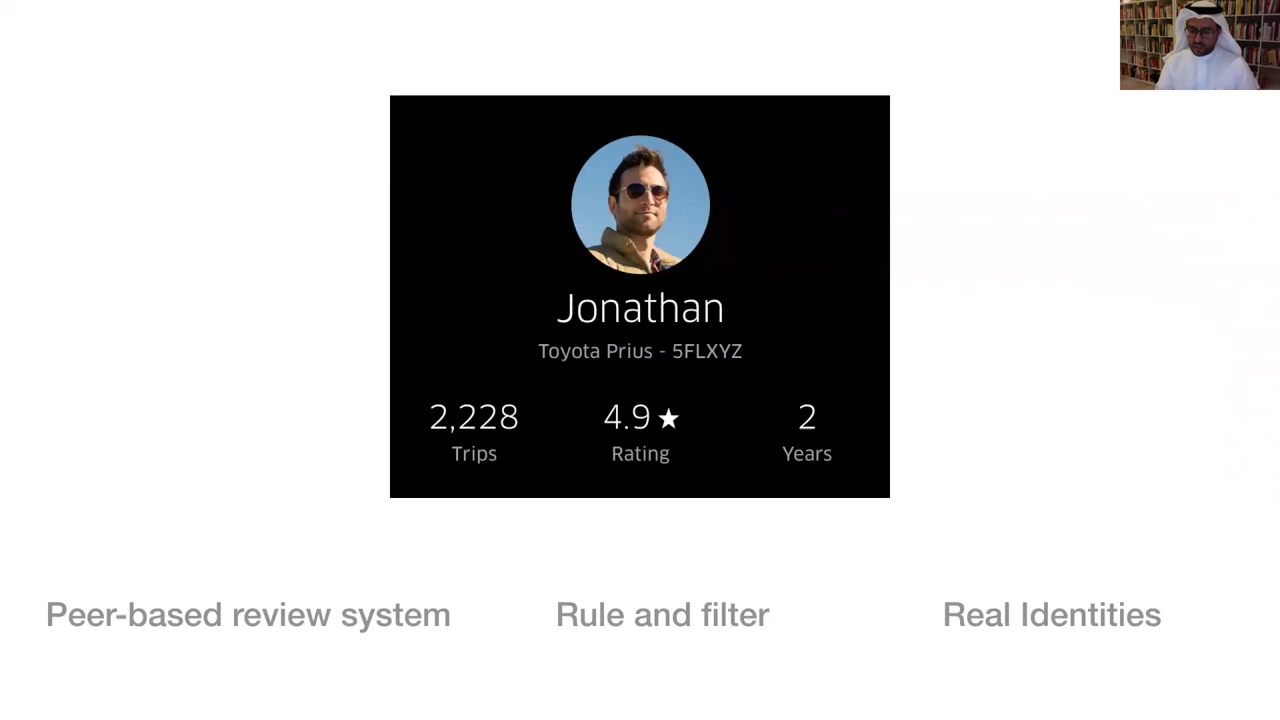 Jonathan
Toyota Prius - 5FLXYZ
2,228 4.9★ 2
Trips Rating Years
Peer-based review system Rule and filter Real Identities